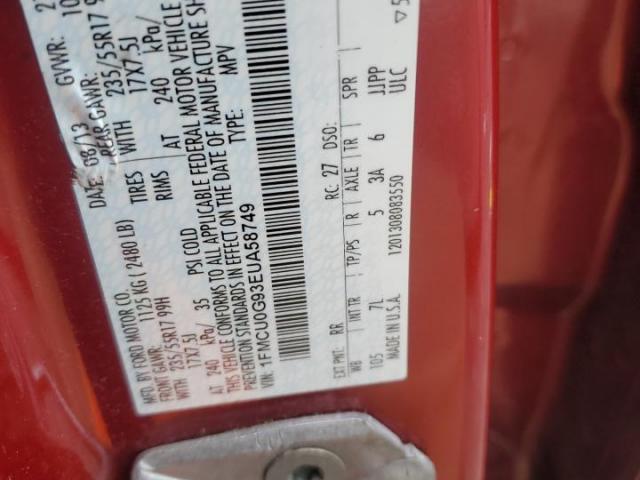 MFD. BY FORD MOTOR CO.
08/13 GVWR:
FRONT GAWR: 1125 KG ( 2480 LB) REAR GAWR:
WITH 235/55R17 99H TIRES WITH 235/55R17
17X7.5J RIMS 17X7.5J
AT 240 kPa/ 35 PSI COLD AT 240 kPa/
THIS VEHICLE CONFORMS TO ALL APPLICABLE FEDERAL MOTOR VEHICLE
PREVENTION STANDARDS IN EFFECT ON THE DATE OF MANUFACTURE
VIN: 1FMCU0G93EUA58749 TYPE: MPV
EXT PNT: RR RC: 27 DSO:
WB INT TR TP/PS R AXLE TR SPR
105 7L 5 3A 6 JJPP
MADE IN U.S.A. 1201308083550 ULC